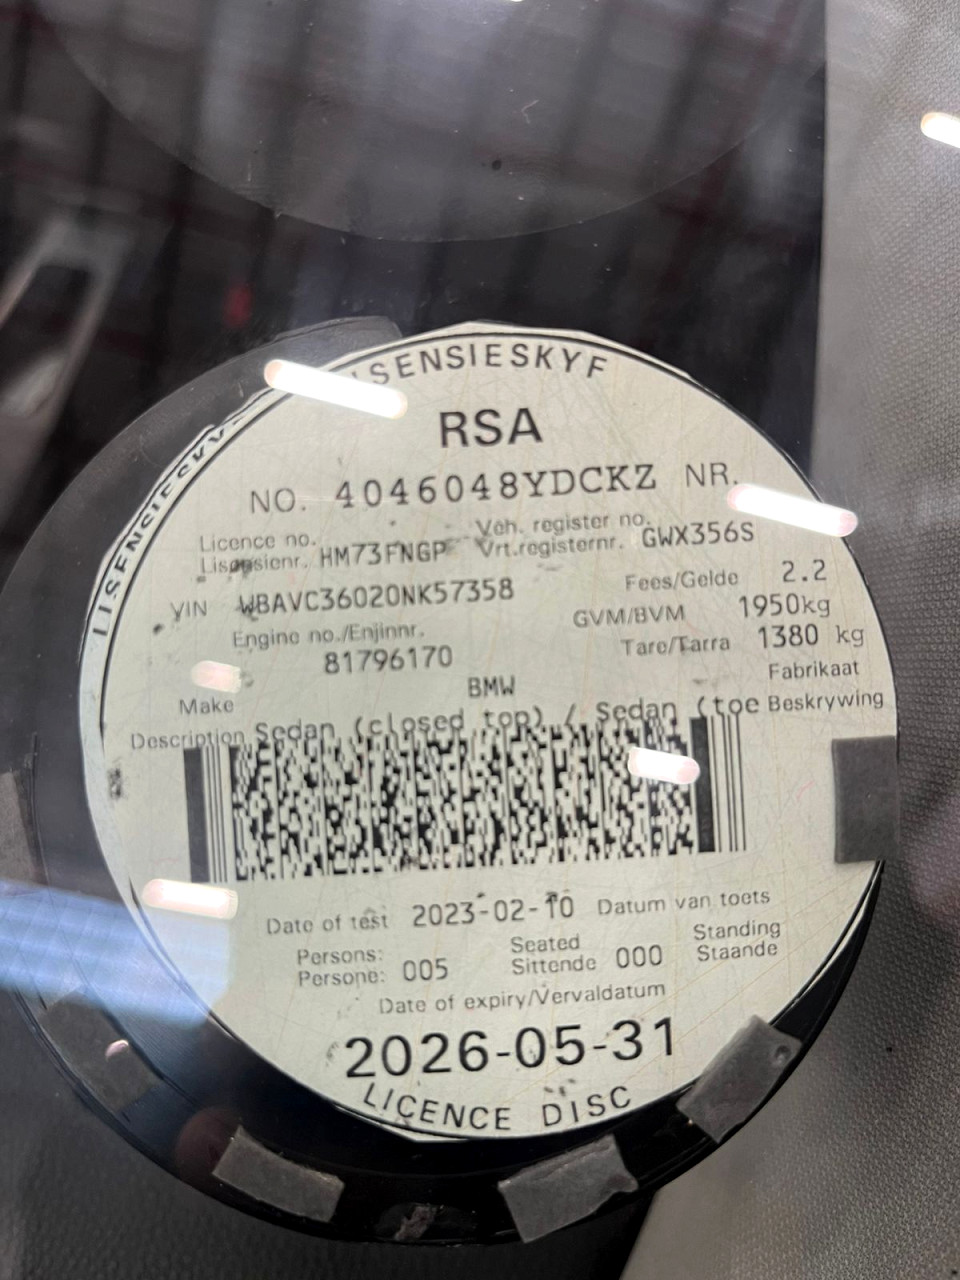 LISENSIESKYF
RSA
NO. 4046048YDCKZ NR.
Licence no. Veh. register no.
Lisensienr. HM73FNGP Vrt.registernr. GWX356S
VIN WBAVC36020NK57358 Fees/Gelde 2.2
GVM/BVM 1950kg
Engine no./Enjinnr. Tare/Tarra 1380 kg
81796170
Make BMW Fabrikaat
Description Sedan (closed top) / Sedan (toe Beskrywing
Date of test 2023-02-10 Datum van toets
Persons: Seated Standing
Persone: 005 Sittende 000 Staande
Date of expiry/Vervaldatum
2026-05-31
LICENCE DISC
LISENSIESKY